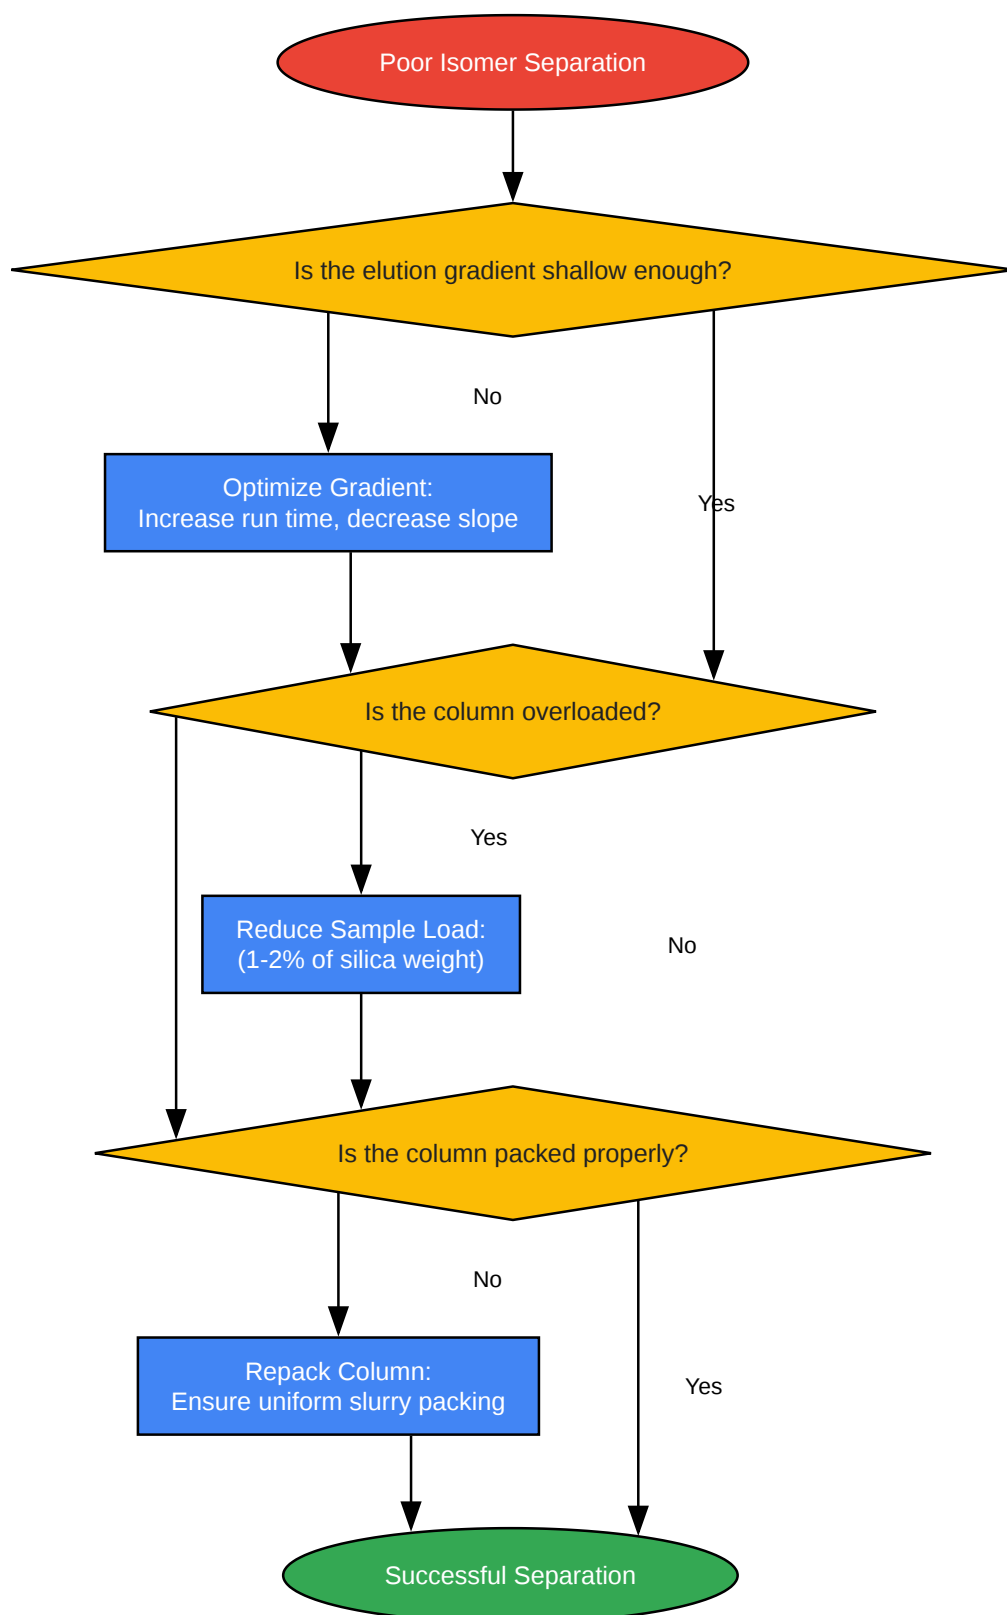 Poor Isomer Separation
Is the elution gradient shallow enough?
No
Optimize Gradient:
Increase run time, decrease slope
Yes
Is the column overloaded?
Yes
Reduce Sample Load:
(1-2% of silica weight)
No
Is the column packed properly?
No
Repack Column:
Ensure uniform slurry packing
Yes
Successful Separation